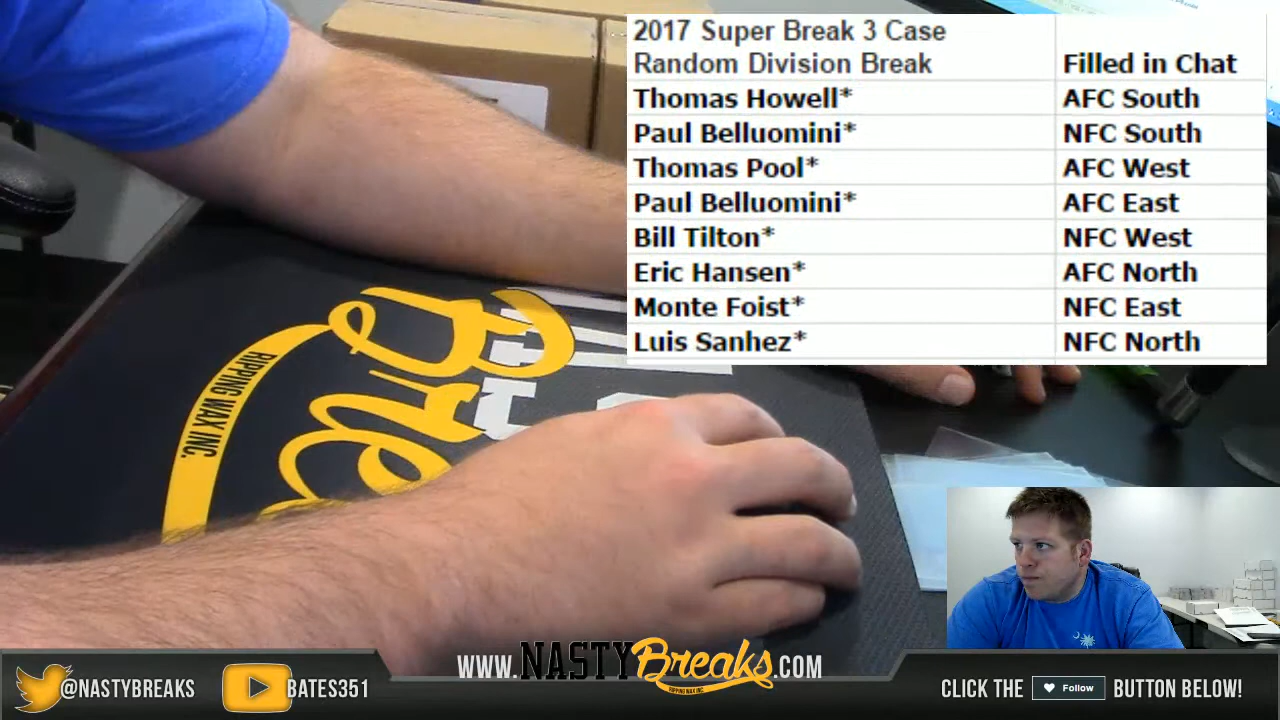 2017 Super Break 3 Case
Random Division Break Filled in Chat
Thomas Howell* AFC South
Paul Belluomini* NFC South
Thomas Pool* AFC West
Paul Belluomini* AFC East
Bill Tilton* NFC West
Eric Hansen* AFC North
Monte Foist* NFC East
Luis Sanhez* NFC North
RIPPING WAX INC.
WWW.NASTYBreaks.COM
RIPPING WAX INC.
@NASTYBREAKS
BATES351
CLICK THE Follow BUTTON BELOW!